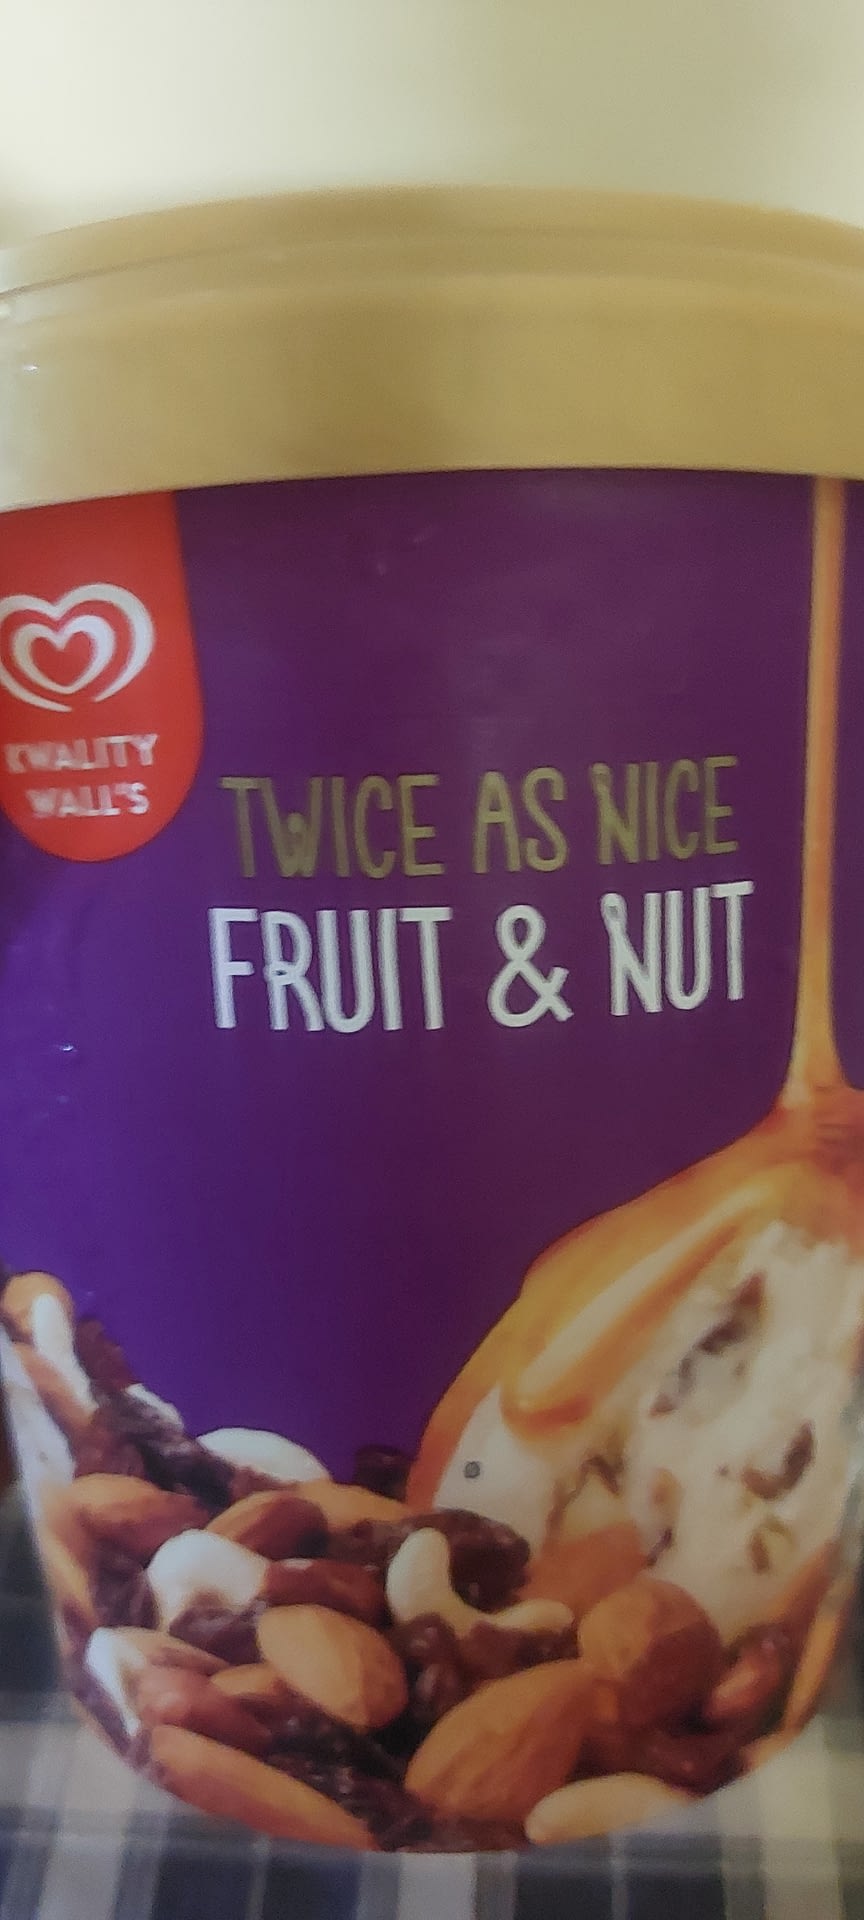 KWALITY
WALL'S
TWICE AS NICE
FRUIT & NUT